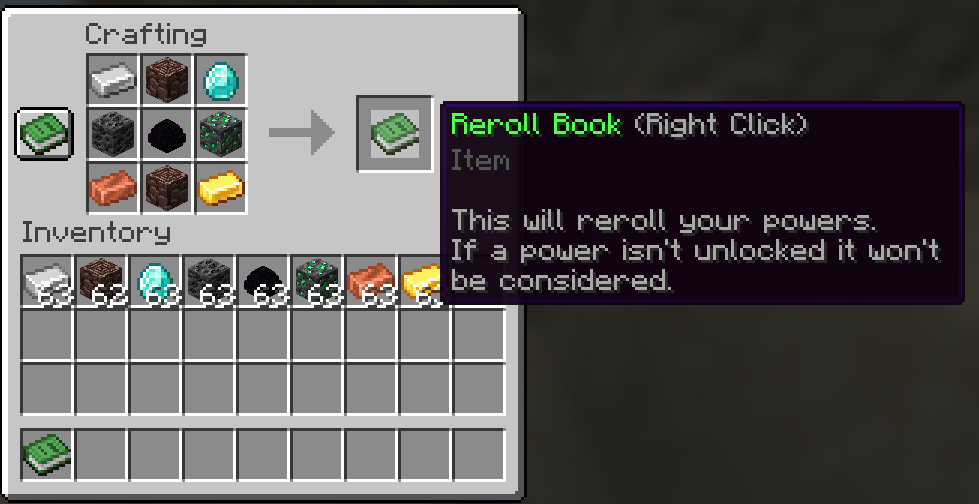 Crafting
Reroll Book (Right Click)
Item
This will reroll your powers.
If a power isn't unlocked it won't
be considered.
Inventory
63 62 63 63 63 63 63